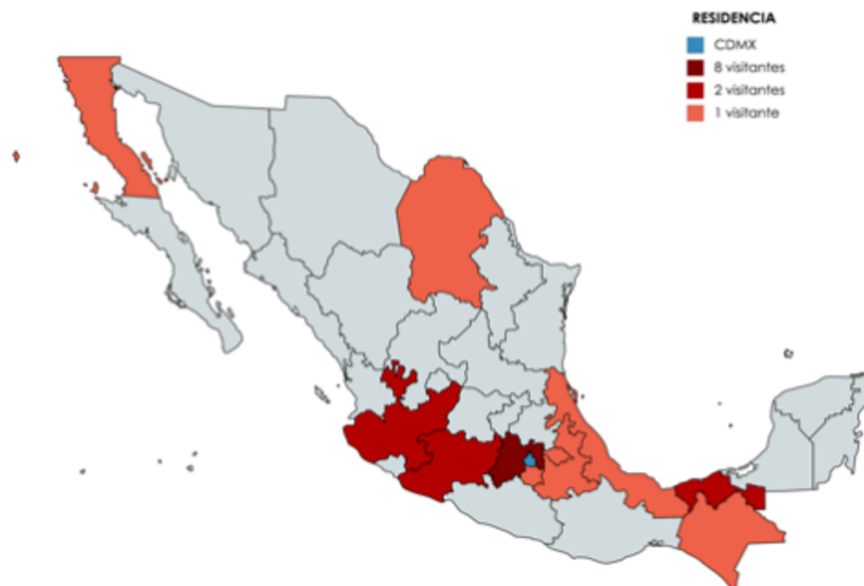 RESIDENCIA
CDMX
8 visitantes
2 visitantes
1 visitante